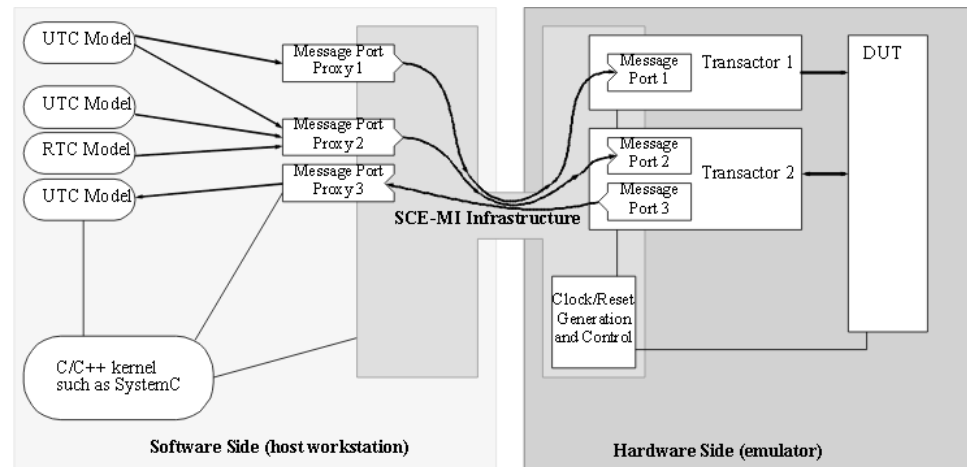 UTC Model
Message Port
Proxy 1
UTC Model
Message Port
Proxy 2
RTC Model
Message Port
Proxy 3
UTC Model
C/C++ kernel
such as SystemC
Software Side (host workstation)
SCE-MI Infrastructure
Message
Port 1
Transactor 1
DUT
Message
Port 2
Transactor 2
Message
Port 3
Clock/Reset
Generation
and Control
Hardware Side (emulator)